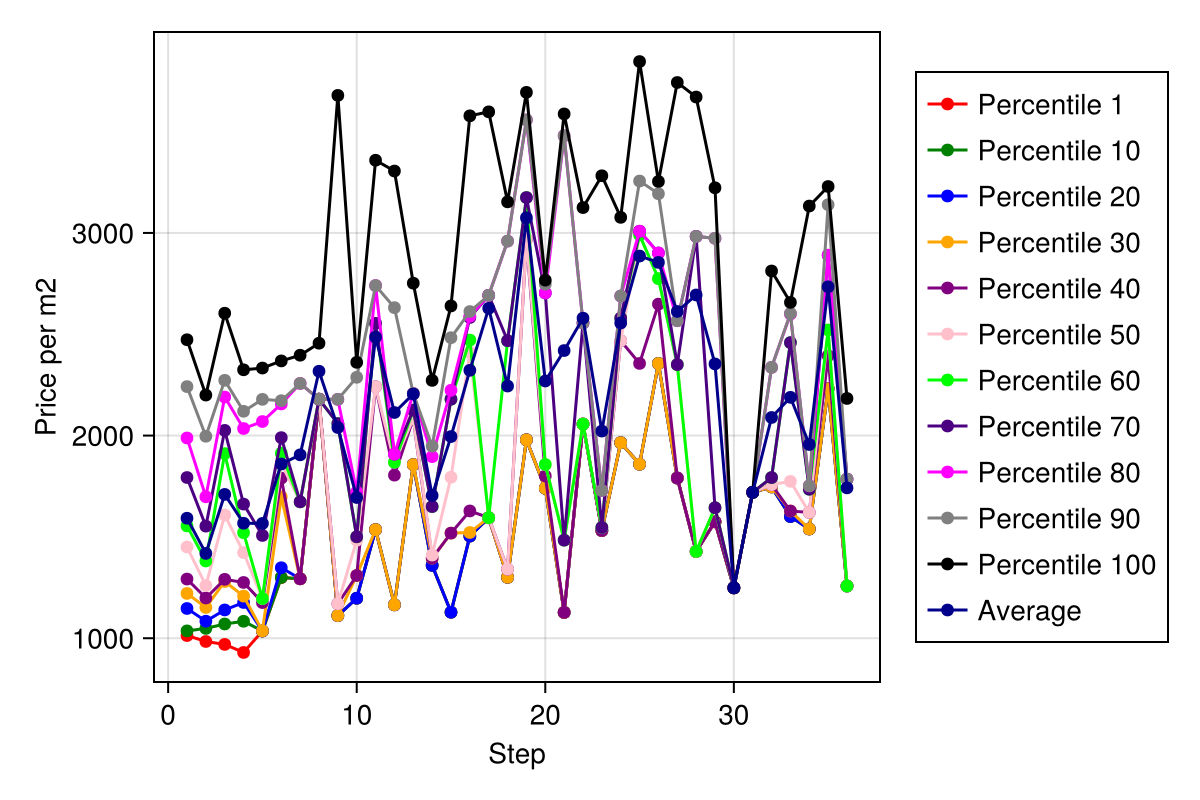 3000
2000
1000
Price per m2
0 10 20 30
Step
Percentile 1
Percentile 10
Percentile 20
Percentile 30
Percentile 40
Percentile 50
Percentile 60
Percentile 70
Percentile 80
Percentile 90
Percentile 100
Average